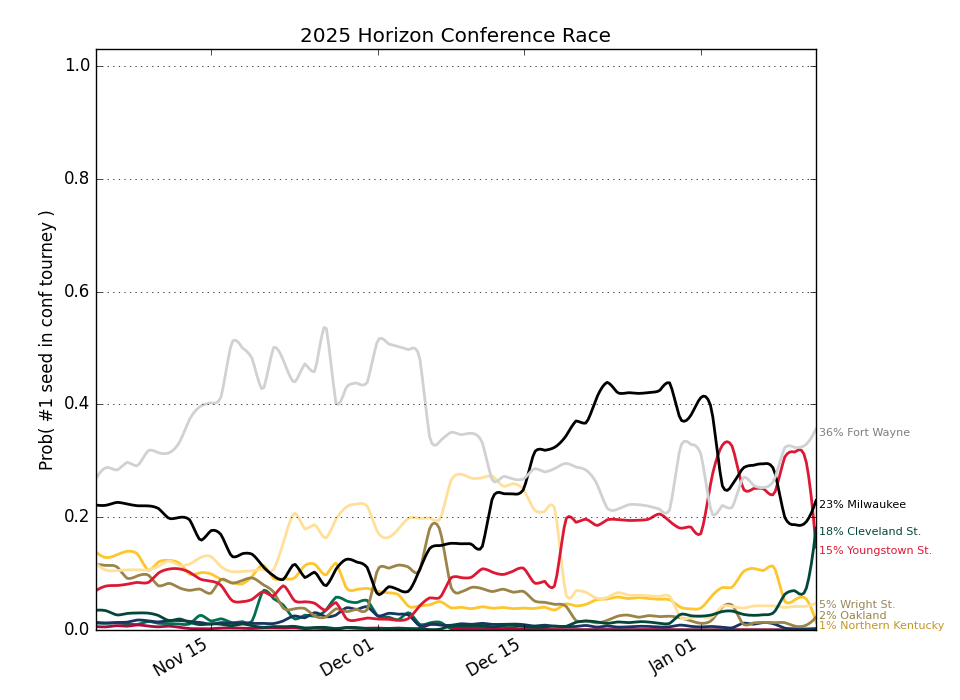 2025 Horizon Conference Race
Prob( #1 seed in conf tourney )
1.0
0.8
0.6
0.4
0.2
0.0
Nov 15
Dec 01
Dec 15
Jan 01
36% Fort Wayne
23% Milwaukee
18% Cleveland St.
15% Youngstown St.
5% Wright St.
2% Oakland
1% Northern Kentucky